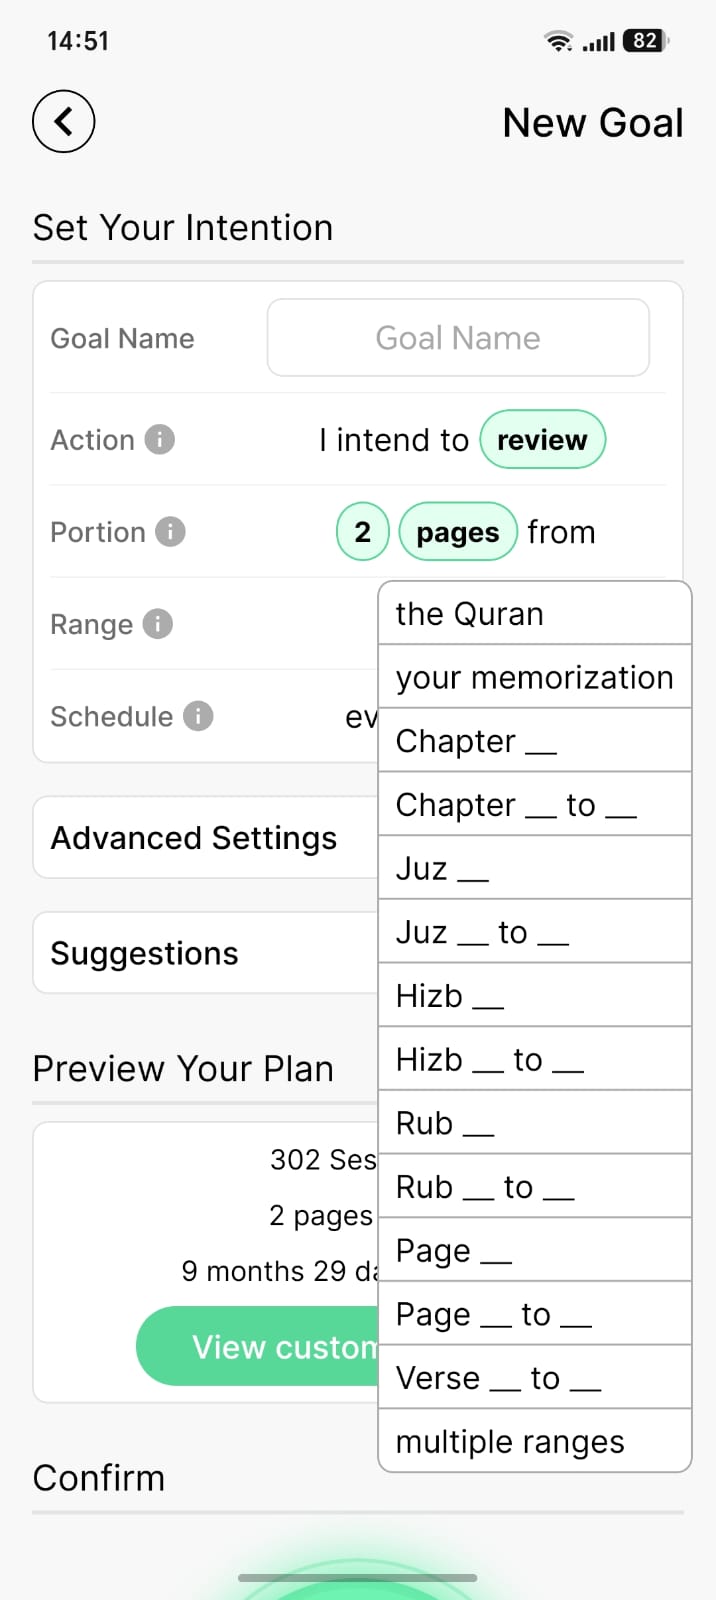 14:51
82
New Goal
Set Your Intention
Goal Name
Goal Name
Action i I intend to review
Portion i 2 pages from
Range i
Schedule i
the Quran
your memorization
Chapter __
Chapter __ to __
Juz __
Juz __ to __
Hizb __
Hizb __ to __
Rub __
Rub __ to __
Page __
Page __ to __
Verse __ to __
multiple ranges
Advanced Settings
Suggestions
Preview Your Plan
302
2 pages
9 months 29
View
Confirm